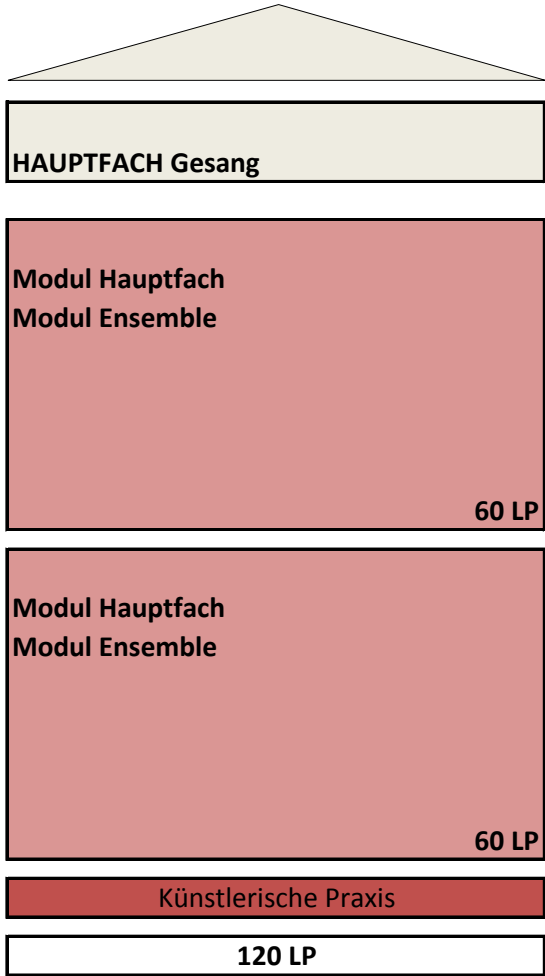 HAUPTFACH Gesang
Modul Hauptfach
Modul Ensemble
60 LP
Modul Hauptfach
Modul Ensemble
60 LP
Künstlerische Praxis
120 LP